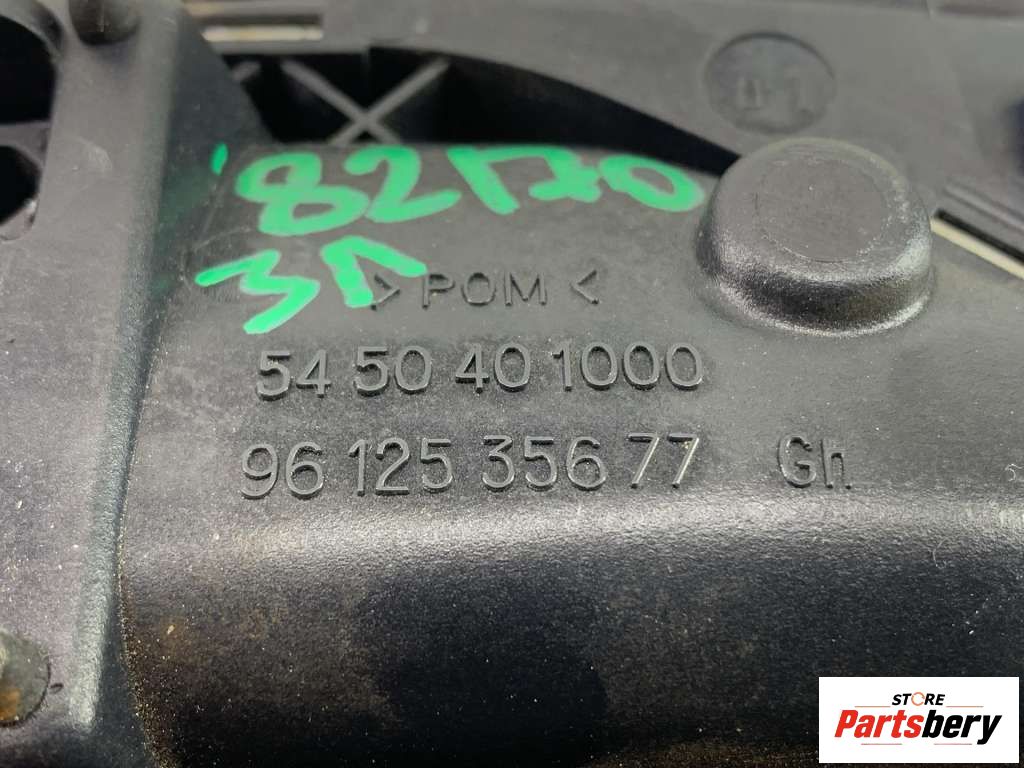 82170
3Л
> POM <
54 50 40 1000
96 125 356 77 Gh
STORE
Partsbery